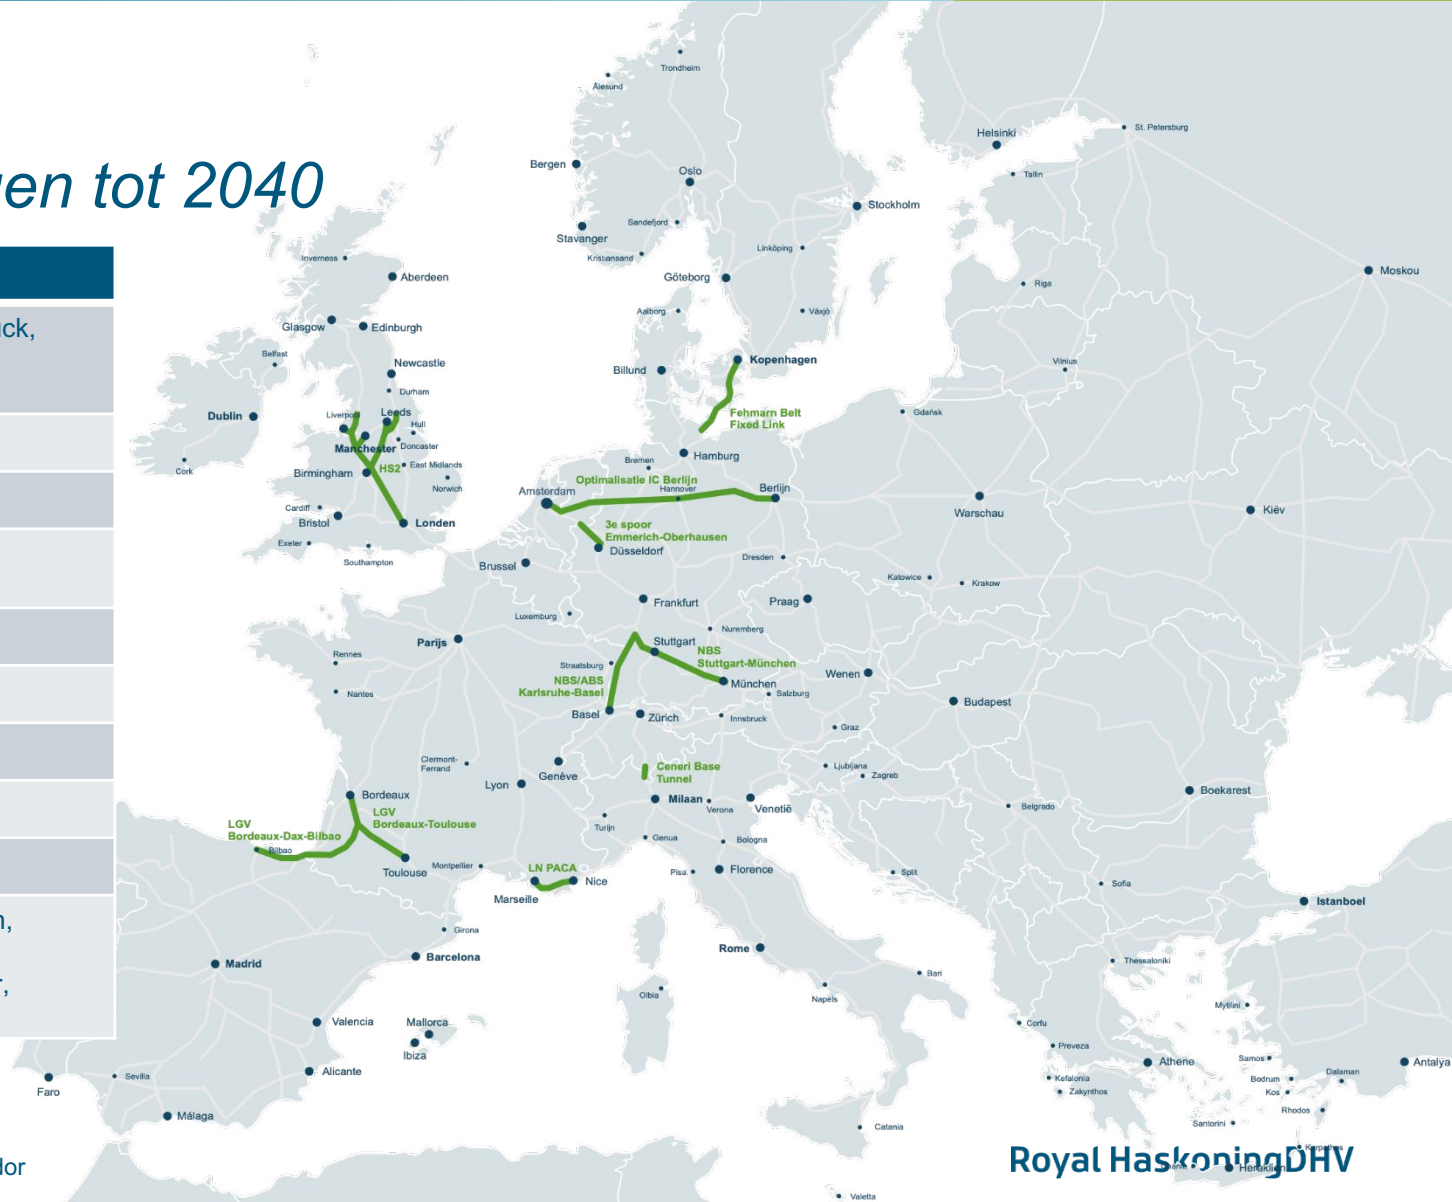 gen tot 2040
uck,
n,
r,
dor
Trondheim
Ålesund
Bergen
Oslo
Helsinki
St. Petersburg
Tallin
Stockholm
Sandefjord
Stavanger
Kristiansand
Linköping
Göteborg
Moskou
Riga
Inverness
Aberdeen
Aalborg
Växjö
Glasgow
Edinburgh
Belfast
Newcastle
Billund
Kopenhagen
Vilnius
Durham
Dublin
Liverpool
Leeds
Hull
Fehmarn Belt
Fixed Link
Gdańsk
Manchester
Doncaster
Cork
Birmingham
HS2
East Midlands
Norwich
Bremen
Hamburg
Optimalisatie IC Berlijn
Amsterdam
Hannover
Berlijn
Warschau
Kiëv
Cardiff
Bristol
Londen
3e spoor
Emmerich-Oberhausen
Düsseldorf
Exeter
Southampton
Brussel
Dresden
Katowice
Krakow
Luxemburg
Frankfurt
Praag
Nuremberg
Parijs
Rennes
Stuttgart
NBS
Stuttgart-München
Straatsburg
Nantes
NBS/ABS
Karlsruhe-Basel
München
Salzburg
Wenen
Basel
Zürich
Innsbruck
Graz
Budapest
Clermont-
Ferrand
Genève
Lyon
Ceneri Base
Tunnel
Ljubljana
Zagreb
Bordeaux
Milaan
Verona
Venetië
Belgrado
Boekarest
LGV
Bordeaux-Toulouse
LGV
Bordeaux-Dax-Bilbao
Bilbao
Turijn
Genua
Bologna
Toulouse
Montpellier
LN PACA
Nice
Marseille
Pisa
Florence
Split
Sofia
Istanboel
Girona
Barcelona
Madrid
Rome
Bari
Thessaloniki
Olbia
Napels
Mytilini
Valencia
Mallorca
Ibiza
Corfu
Preveza
Athene
Samos
Antalya
Alicante
Faro
Sevilla
Kefalonia
Zakynthos
Bodrum
Kos
Dalaman
Rhodos
Málaga
Catania
Santorini
Karpathos
Heraklien
Valetta
Royal HaskoningDHV